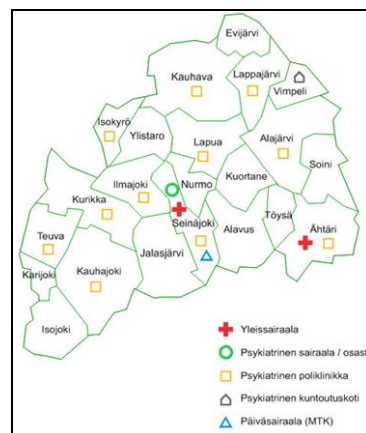 Evijärvi
Kauhava
Lappajärvi
Vimpeli
Isokyrö
Ylistaro
Lapua
Alajärvi
Kuortane
Soini
Ilmajoki
Nurmo
Kurikka
Seinäjoki
Töysä
Ähtäri
Teuva
Jalasjärvi
Alavus
Karijoki
Kauhajoki
Isojoki
Yleissairaala
Psykiatrinen sairaala / osast
Psykiatrinen poliklinikka
Psykiatrinen kuntoutuskoti
Päiväsairaala (MTK)